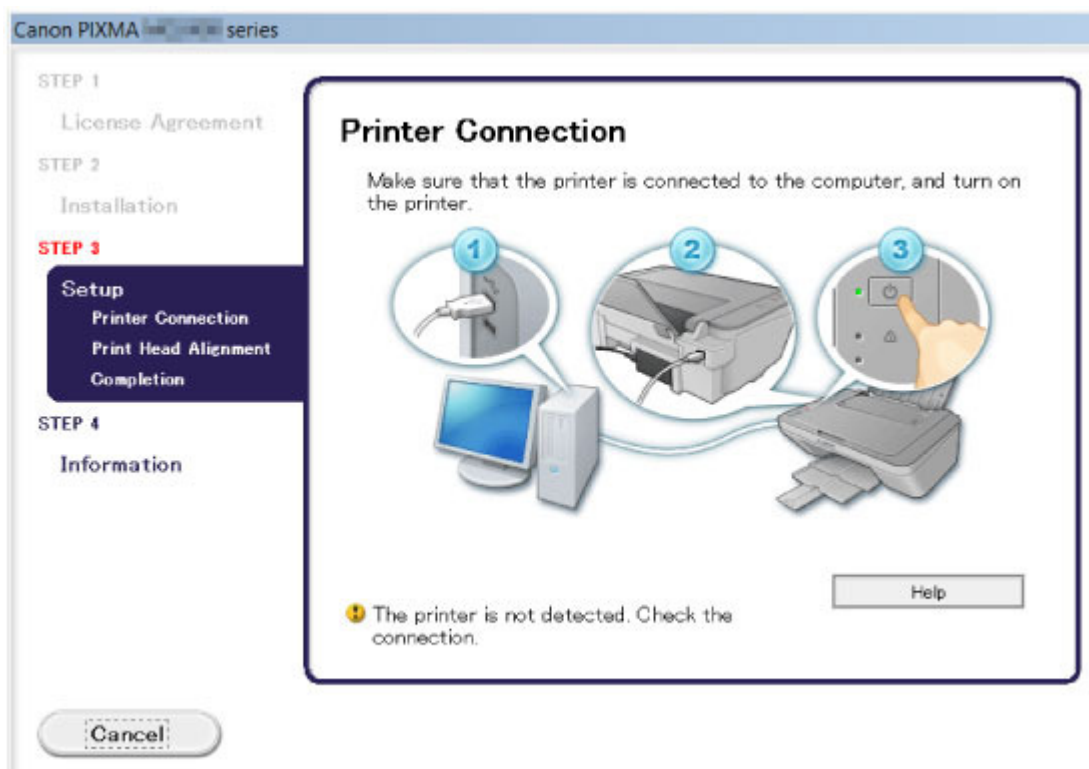 Canon PIXMA series
STEP 1
License Agreement
STEP 2
Installation
STEP 3
Setup
Printer Connection
Print Head Alignment
Completion
STEP 4
Information
Printer Connection
Make sure that the printer is connected to the computer, and turn on
the printer.
1
2
3
Help
The printer is not detected. Check the
connection.
Cancel